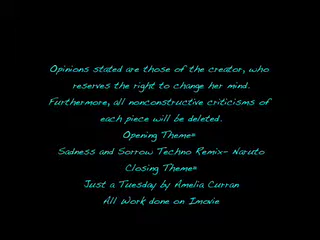 Opinions stated are those of the creator, who
reserves the right to change her mind.
Furthermore, all nonconstructive criticisms of
each piece will be deleted.
Opening Theme*
Sadness and Sorrow Techno Remix- Naruto
Closing Theme*
Just a Tuesday by Amelia Curran
All Work done on Imovie